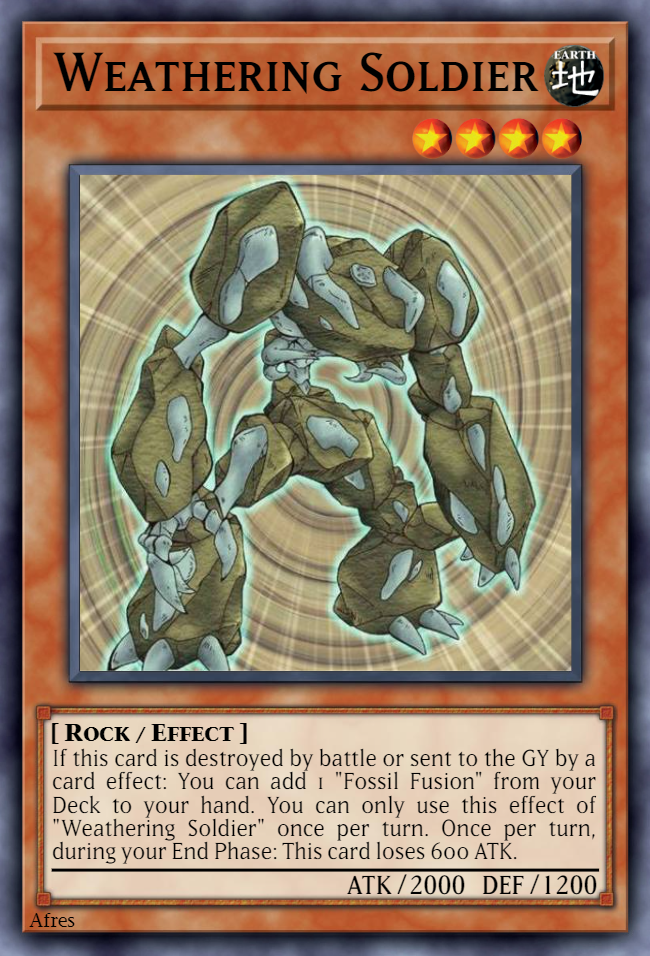 Weathering Soldier
EARTH
地
[ Rock / Effect ]
If this card is destroyed by battle or sent to the GY by a
card effect: You can add 1 "Fossil Fusion" from your
Deck to your hand. You can only use this effect of
"Weathering Soldier" once per turn. Once per turn,
during your End Phase: This card loses 600 ATK.
ATK / 2000 DEF / 1200
Afres